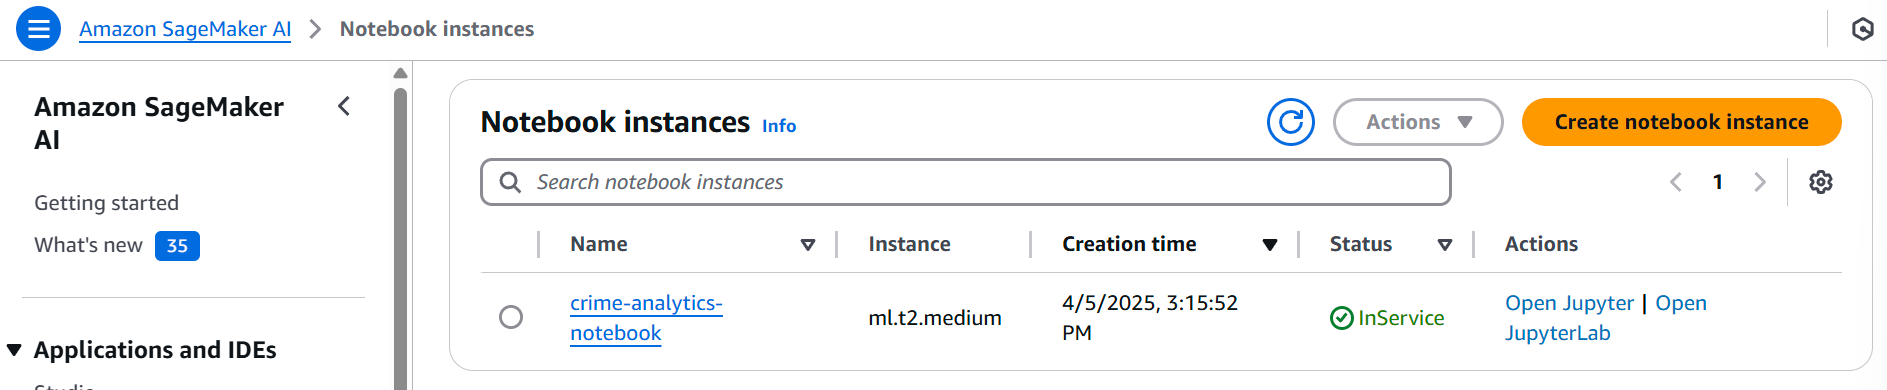 Amazon SageMaker AI > Notebook instances
Amazon SageMaker
AI
Getting started
What's new 35
Applications and IDEs
Studio
Notebook instances Info
Actions
Create notebook instance
Search notebook instances
1
Name Instance Creation time Status Actions
crime-analytics-
notebook
ml.t2.medium
4/5/2025, 3:15:52
PM
InService
Open Jupyter | Open
JupyterLab